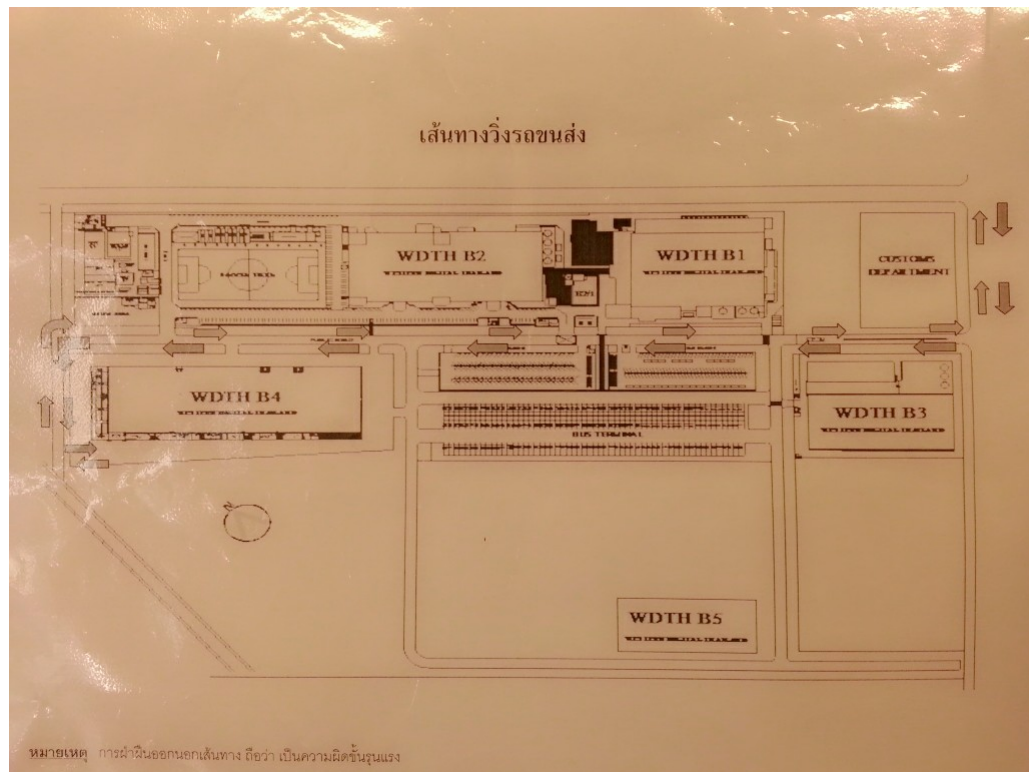 เส้นทางวิ่งรถขนส่ง
WDTH B2
WDTH B1
CUSTOMS
DEPARTMENT
WDTH B4
WDTH B3
BUS TERMINAL
WDTH B5
หมายเหตุ การฝ่าฝืนออกนอกเส้นทาง ถือว่า เป็นความผิดขั้นรุนแรง